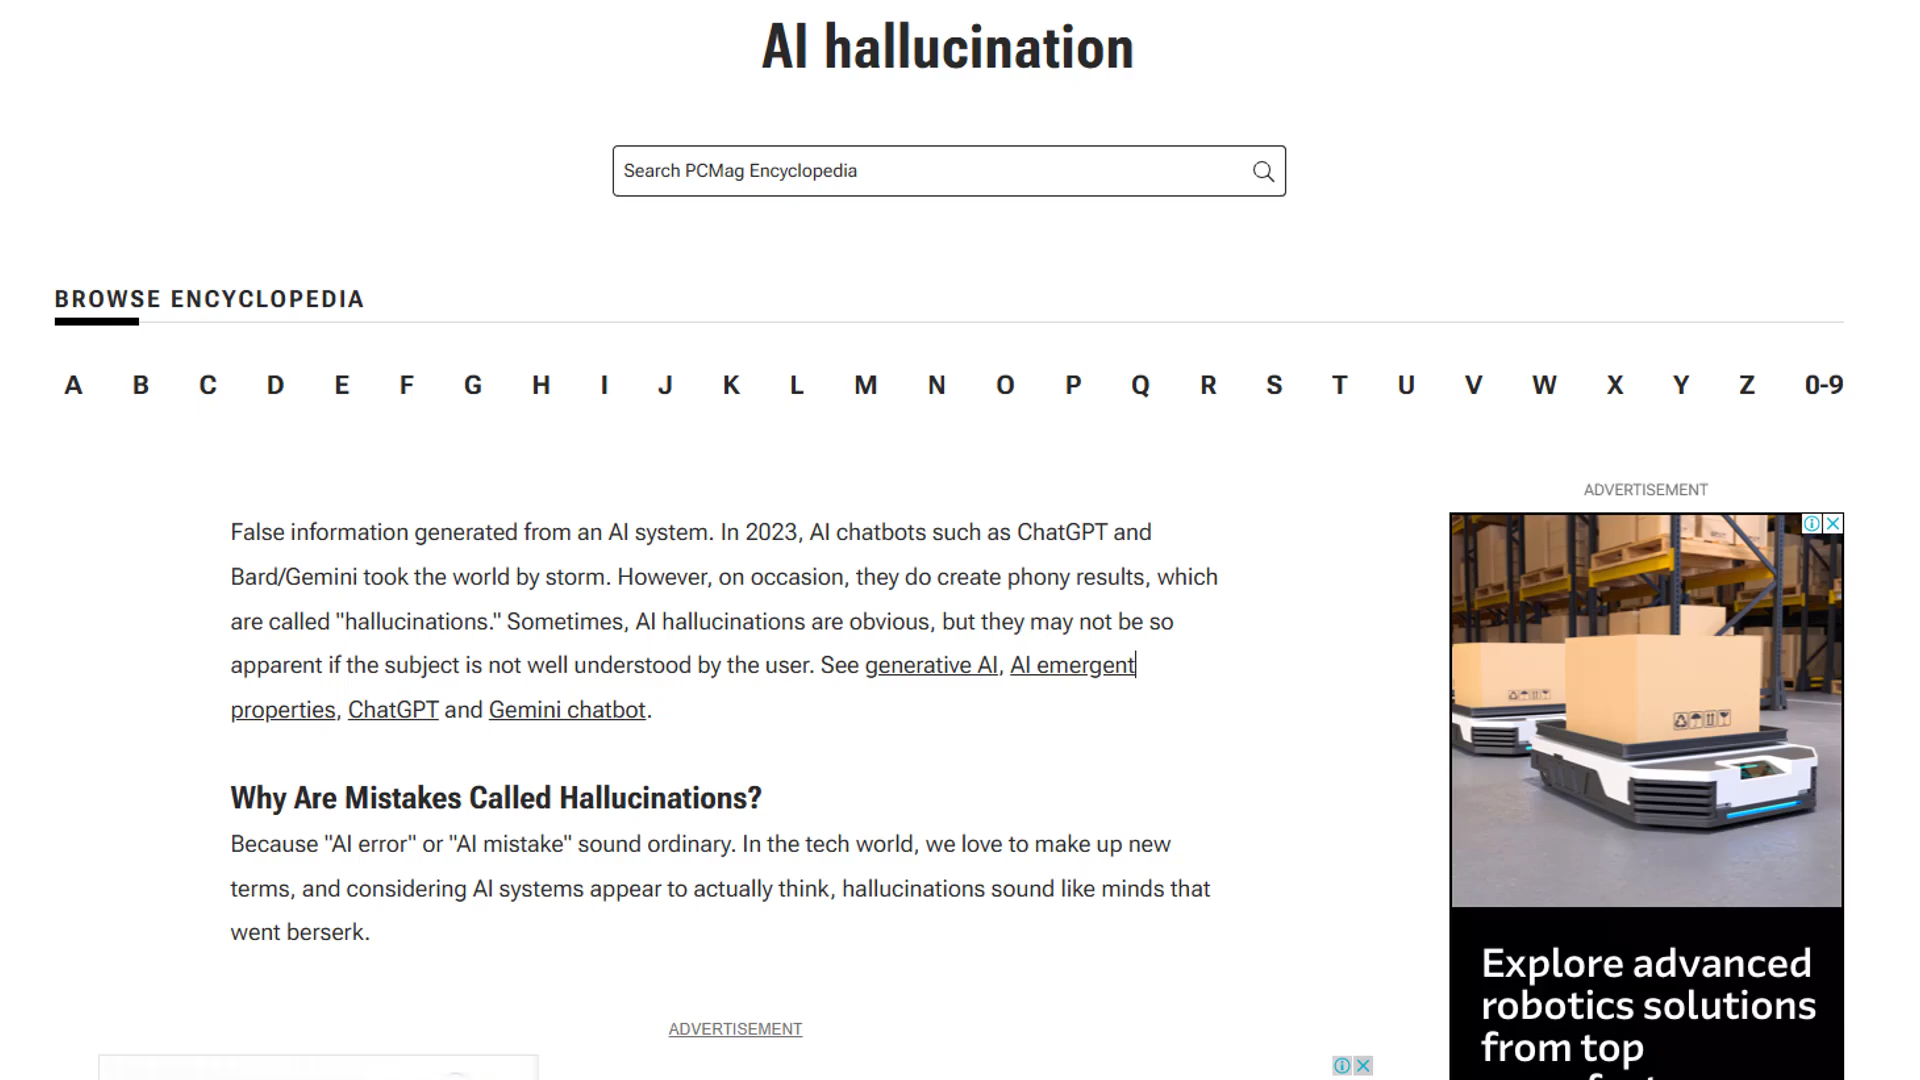 AI hallucination
Search PCMag Encyclopedia
BROWSE ENCYCLOPEDIA
A B C D E F G H I J K L M N O P Q R S T U V W X Y Z 0-9
False information generated from an AI system. In 2023, AI chatbots such as ChatGPT and
Bard/Gemini took the world by storm. However, on occasion, they do create phony results, which
are called "hallucinations." Sometimes, AI hallucinations are obvious, but they may not be so
apparent if the subject is not well understood by the user. See generative AI, AI emergent
properties, ChatGPT and Gemini chatbot.
Why Are Mistakes Called Hallucinations?
Because "AI error" or "AI mistake" sound ordinary. In the tech world, we love to make up new
terms, and considering AI systems appear to actually think, hallucinations sound like minds that
went berserk.
ADVERTISEMENT
ADVERTISEMENT
Explore advanced
robotics solutions
from top